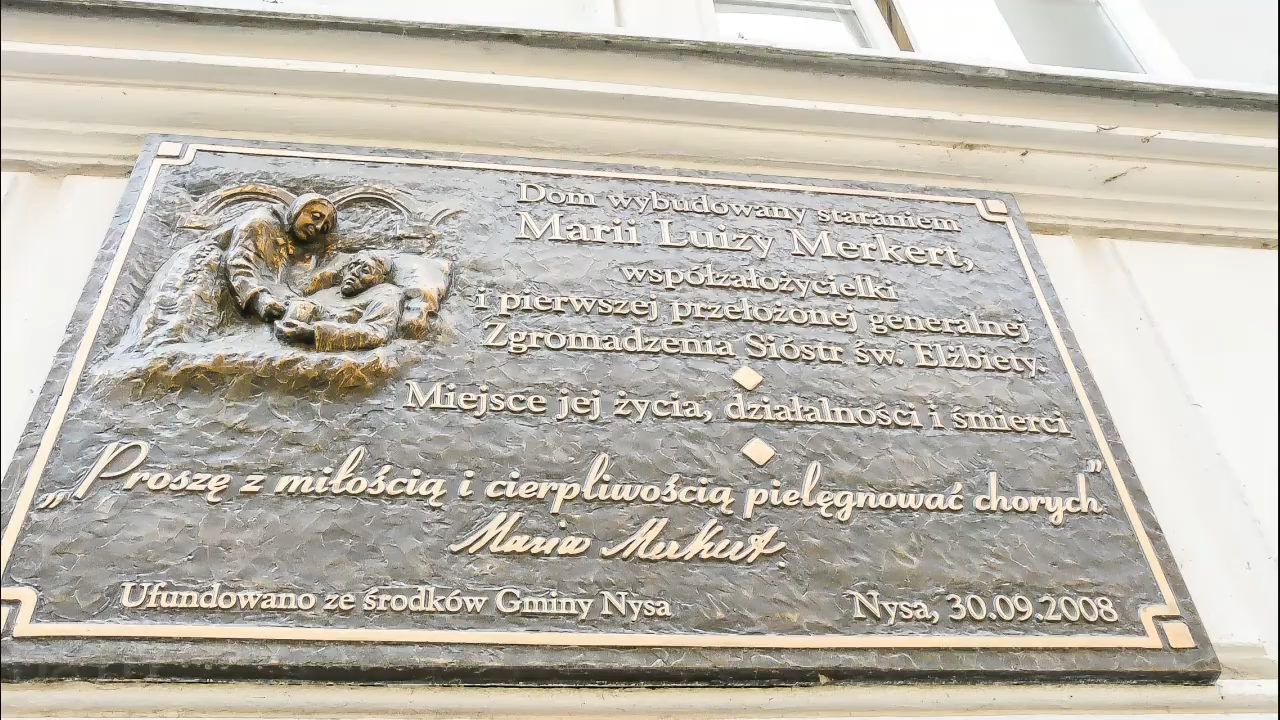 Dom wybudowany staraniem
Marii Luizy Merkert,
współzałożycielki
i pierwszej przełożonej generalnej
Zgromadzenia Sióstr św. Elżbiety.
Miejsce jej życia, działalności i śmierci
„Proszę z miłością i cierpliwością pielęgnować chorych”
Maria Merkert.
Ufundowano ze środków Gminy Nysa
Nysa, 30.09.2008